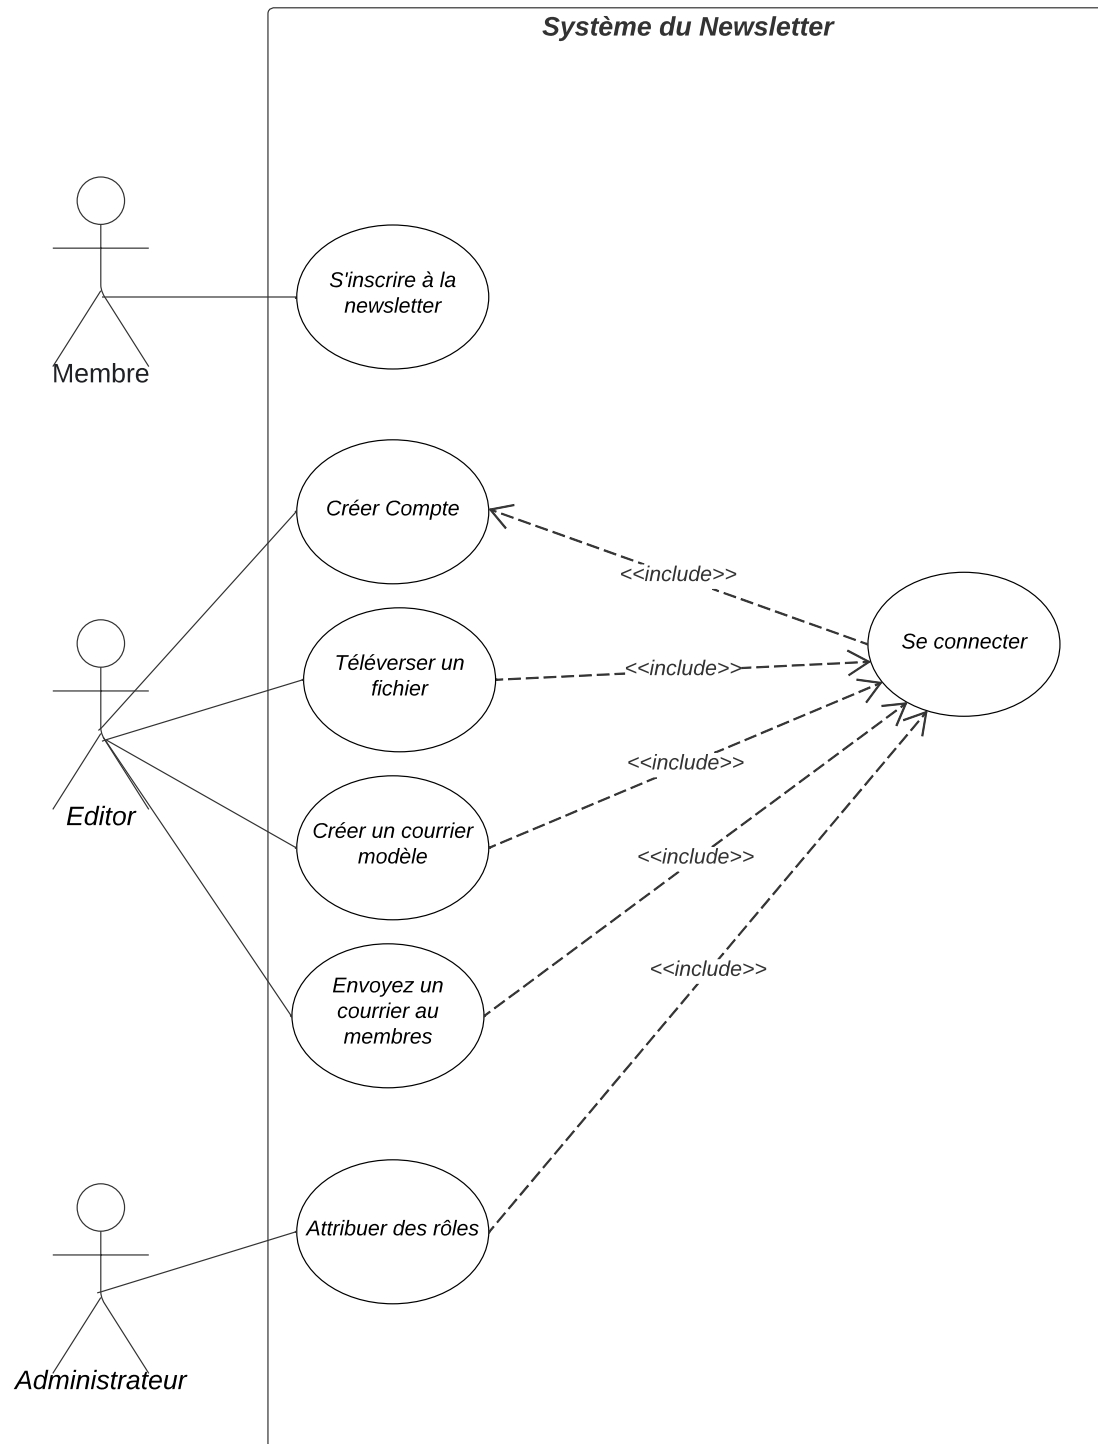 Système du Newsletter
S'inscrire à la
newsletter
Membre
Créer Compte
<<include>>
Se connecter
Téléverser un
fichier
<<include>>
Editor
<<include>>
Créer un courrier
modèle
<<include>>
Envoyez un
courrier au
membres
<<include>>
Attribuer des rôles
Administrateur